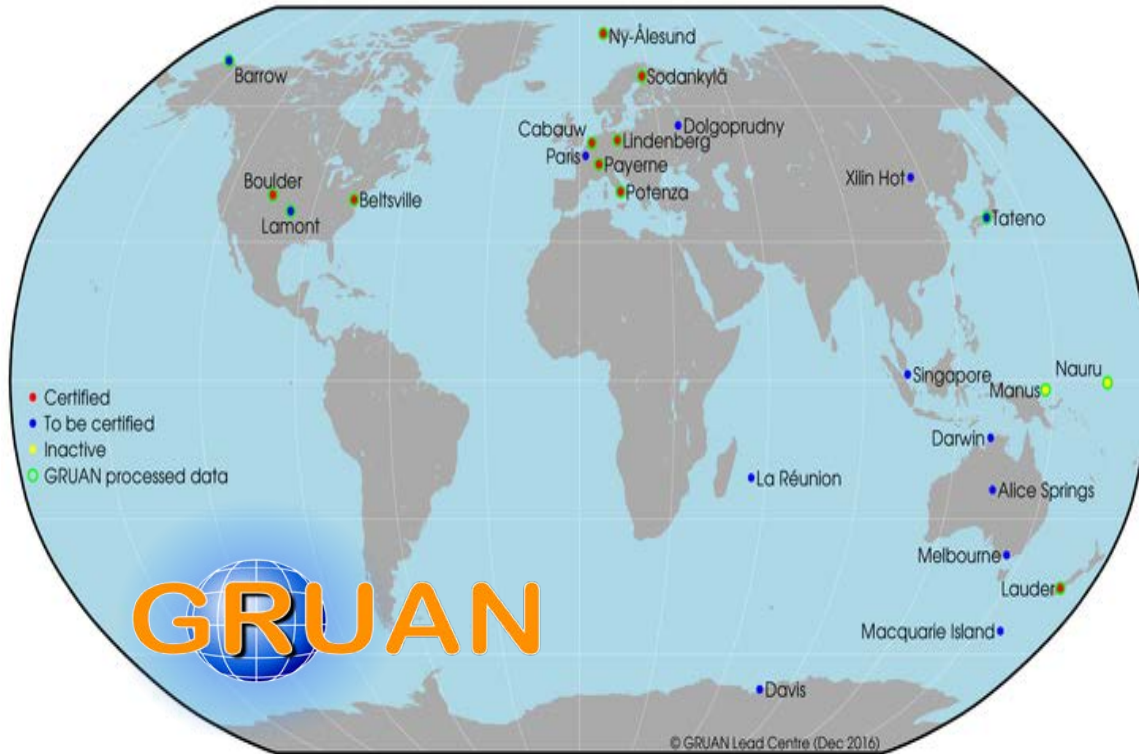 Ny-Ålesund
Barrow
Sodankylä
Cabauw
Dolgoprudny
Lindenberg
Paris
Payerne
Boulder
Beltsville
Potenza
Xilin Hot
Lamont
Tateno
Singapore
Nauru
Manus
Certified
To be certified
Inactive
GRUAN processed data
Darwin
La Réunion
Alice Springs
Melbourne
Lauder
GRUAN
Macquarie Island
Davis
© GRUAN Lead Centre (Dec 2016)